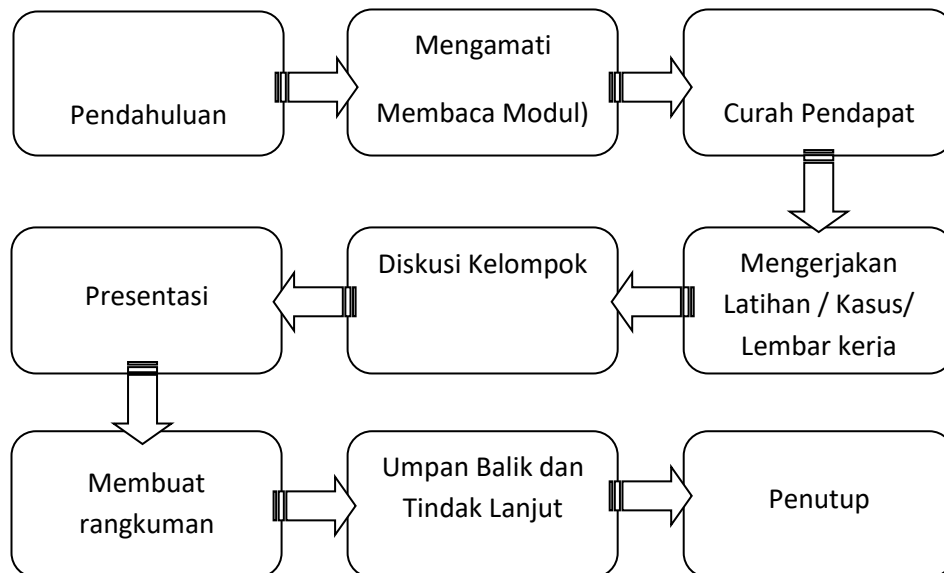 Pendahuluan
Mengamati
Membaca Modul)
Curah Pendapat
Mengerjakan
Latihan / Kasus/
Lembar kerja
Diskusi Kelompok
Presentasi
Membuat
rangkuman
Umpan Balik dan
Tindak Lanjut
Penutup